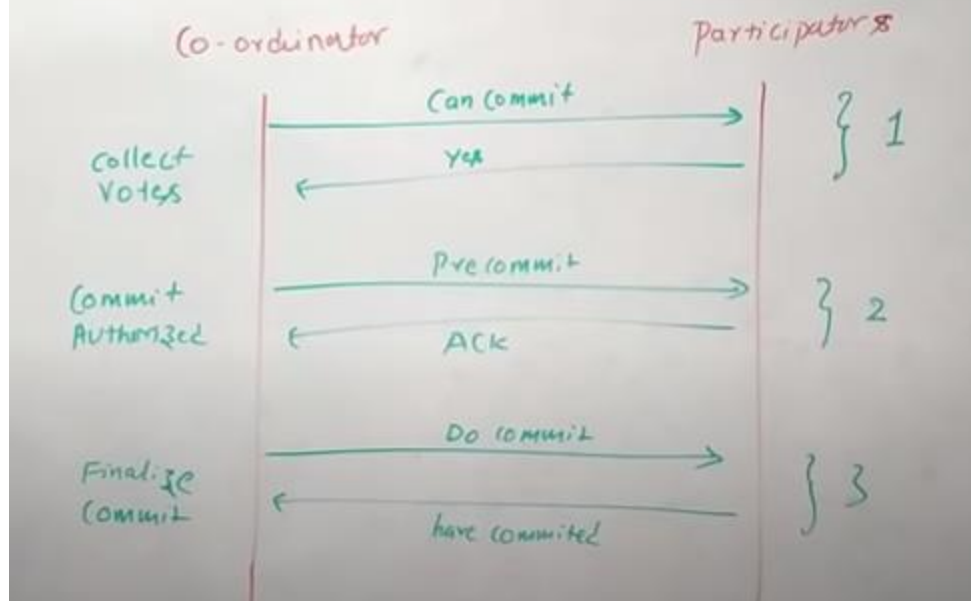 Co-ordinator
Participators
Can Commit
1
Collect
Votes
Yes
Precommit
Commit
Authorized
2
ACK
Do commit
Finalize
Commit
3
have commited